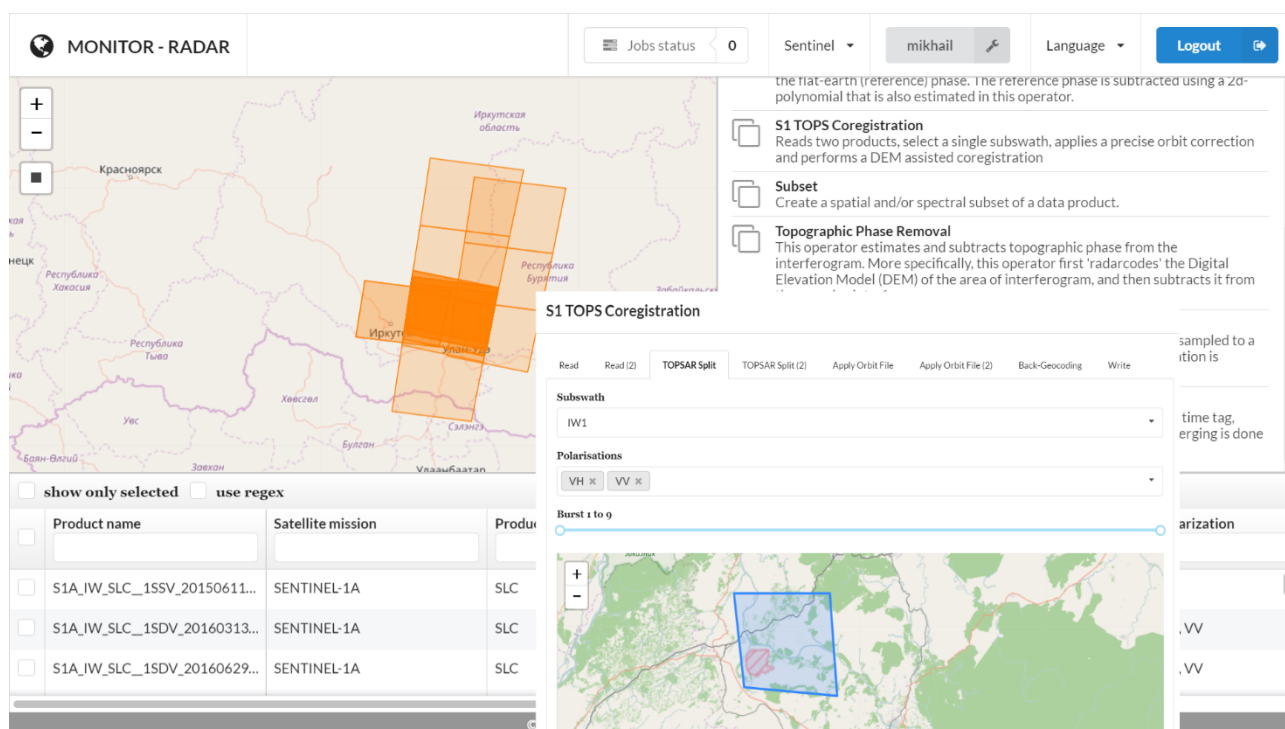 MONITOR - RADAR
Jobs status 0
Sentinel
mikhail
Language
Logout
+
−
Иркутская
область
Красноярск
Республика
Хакасия
Республика
Бурятия
Республика
Тыва
Хөвсгөл
Увс
Булган
Сэлэнгэ
Завхан
Баян-Өлгий
Улаанбаатар
Улан-Удэ
the flat-earth (reference) phase. The reference phase is subtracted using a 2d-
polynomial that is also estimated in this operator.
S1 TOPS Coregistration
Reads two products, select a single subswath, applies a precise orbit correction
and performs a DEM assisted coregistration
Subset
Create a spatial and/or spectral subset of a data product.
Topographic Phase Removal
This operator estimates and subtracts topographic phase from the
interferogram. More specifically, this operator first 'radarcodes' the Digital
Elevation Model (DEM) of the area of interferogram, and then subtracts it from
sampled to a
time tag,
erging is done
show only selected use regex
Product name Satellite mission Produ
arization
S1A_IW_SLC__1SSV_20150611... SENTINEL-1A SLC
S1A_IW_SLC__1SDV_20160313... SENTINEL-1A SLC , VV
S1A_IW_SLC__1SDV_20160629... SENTINEL-1A SLC , VV
S1 TOPS Coregistration
Read Read (2) TOPSAR Split TOPSAR Split (2) Apply Orbit File Apply Orbit File (2) Back-Geocoding Write
Subswath
IW1
Polarisations
VH × VV ×
Burst 1 to 9
+
−